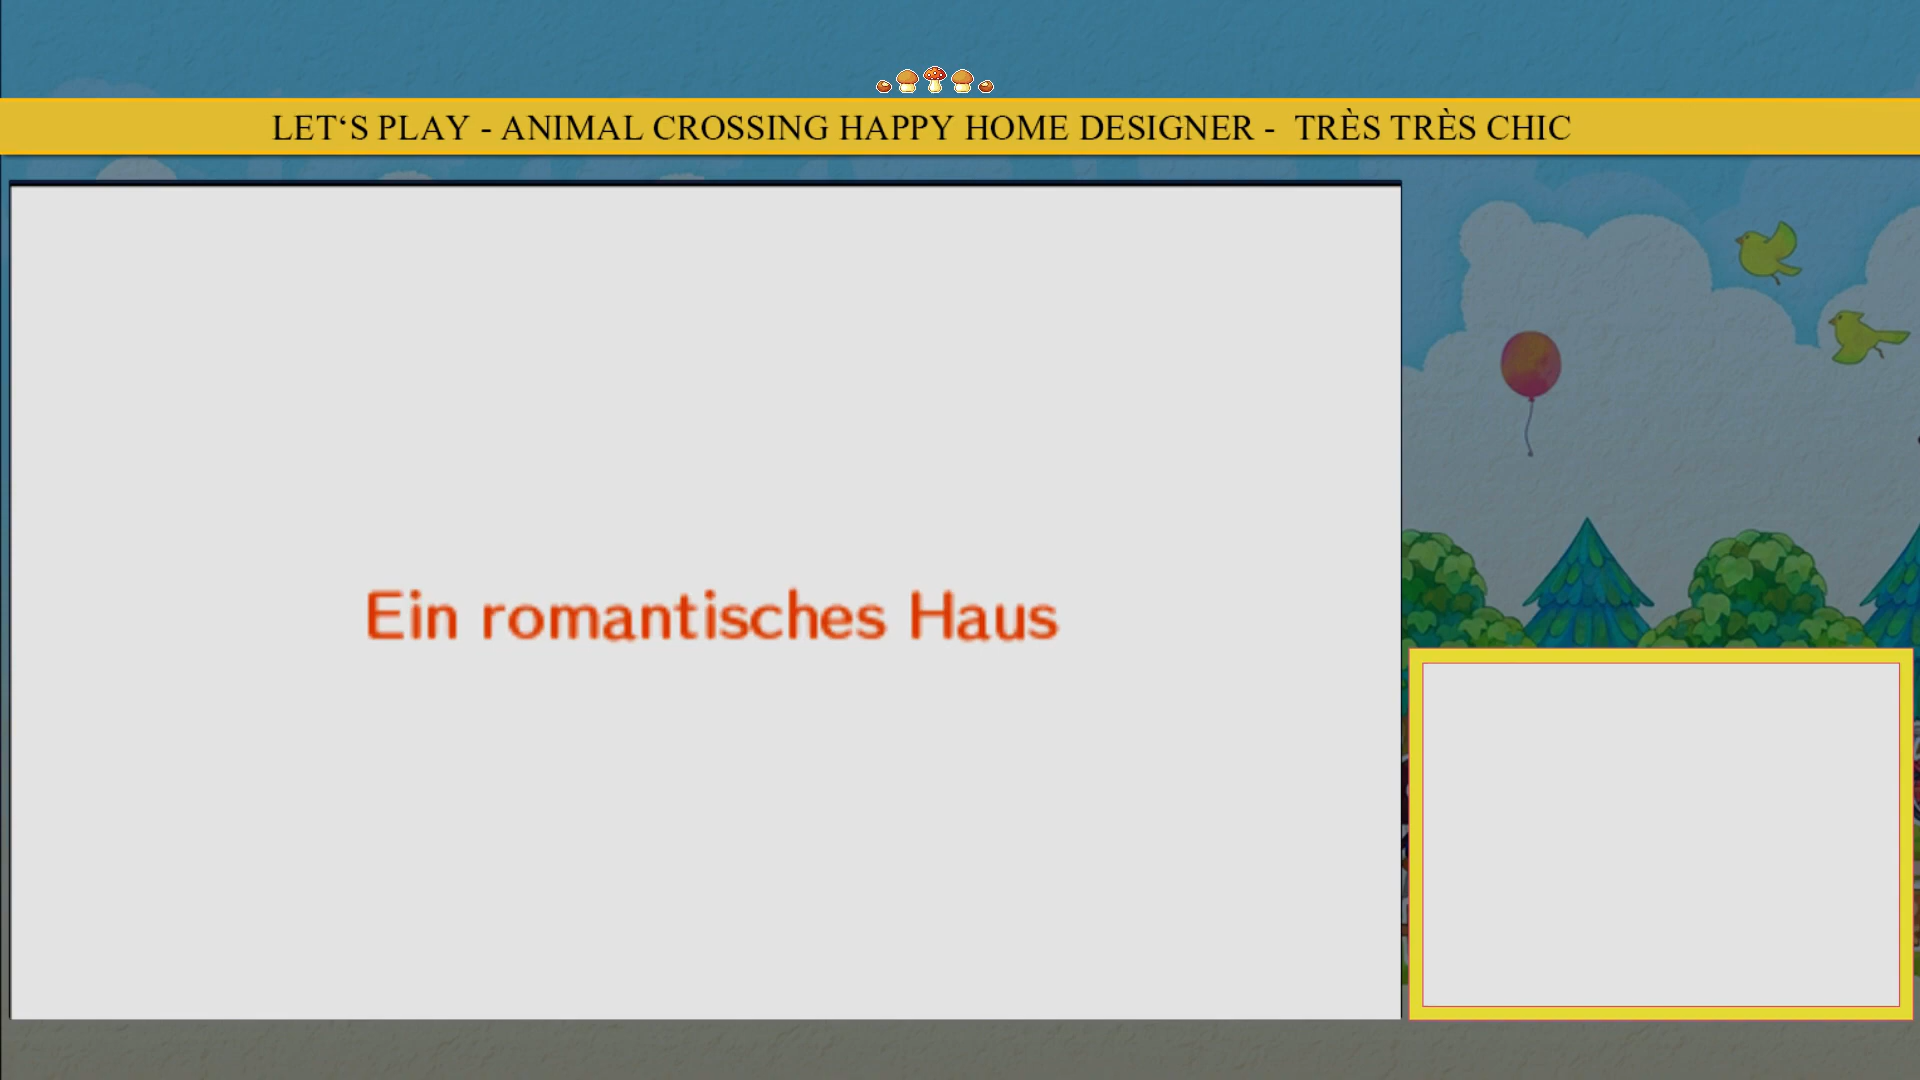 LET‘S PLAY - ANIMAL CROSSING HAPPY HOME DESIGNER - TRÈS TRÈS CHIC
Ein romantisches Haus